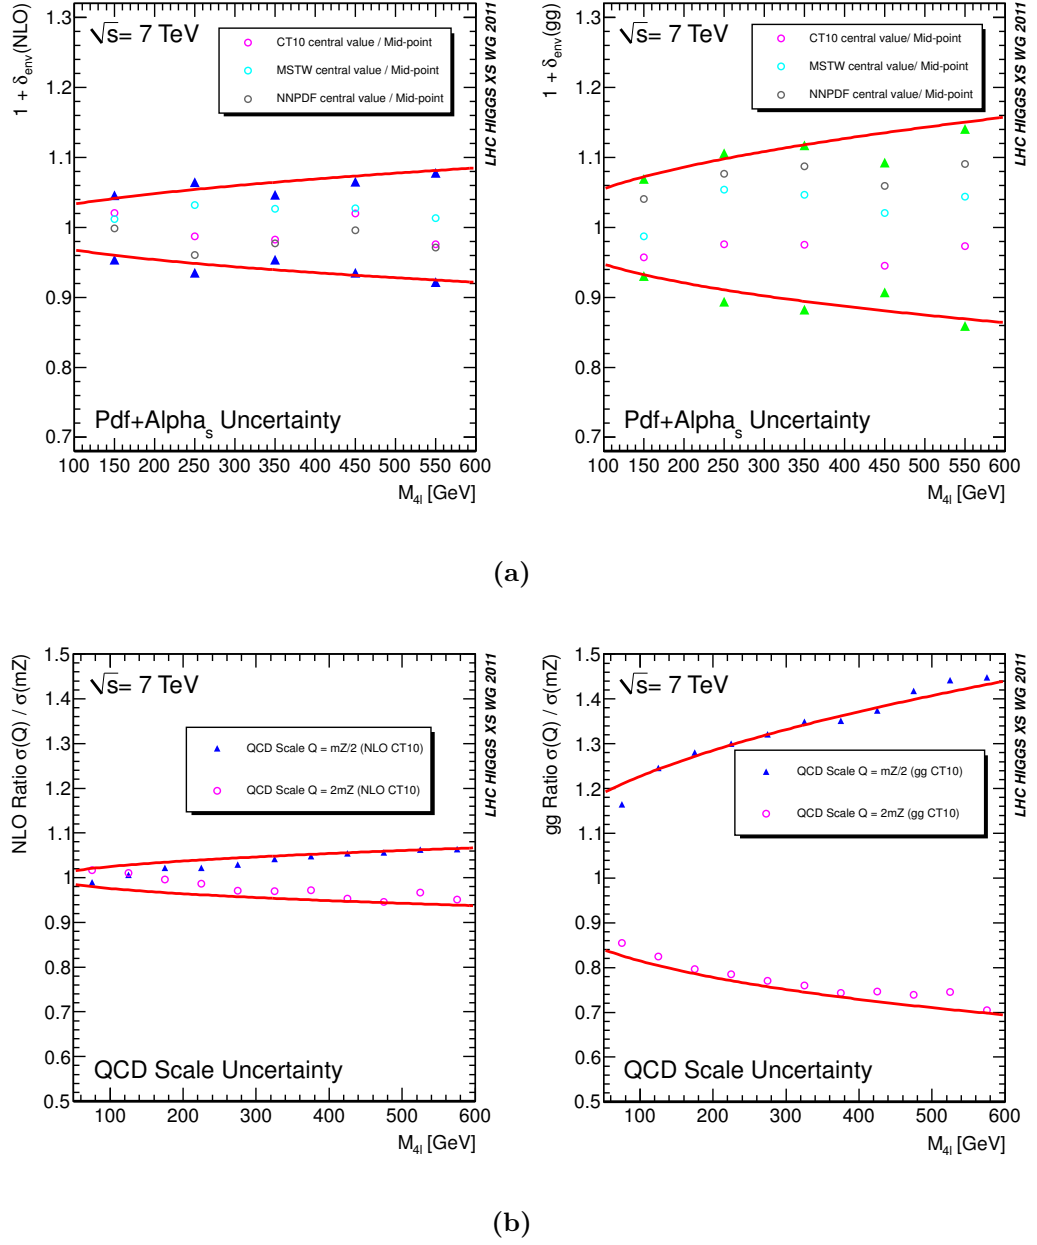 1 + δenv(NLO)
√s = 7 TeV
CT10 central value / Mid-point
MSTW central value / Mid-point
NNPDF central value / Mid-point
LHC HIGGS XS WG 2011
1.3
1.2
1.1
1
0.9
0.8
0.7
Pdf+Alphas Uncertainty
100 150 200 250 300 350 400 450 500 550 600
M4l [GeV]
1 + δenv(gg)
√s = 7 TeV
CT10 central value/ Mid-point
MSTW central value/ Mid-point
NNPDF central value/ Mid-point
LHC HIGGS XS WG 2011
1.3
1.2
1.1
1
0.9
0.8
0.7
Pdf+Alphas Uncertainty
100 150 200 250 300 350 400 450 500 550 600
M4l [GeV]
(a)
NLO Ratio σ(Q) / σ(mZ)
√s = 7 TeV
QCD Scale Q = mZ/2 (NLO CT10)
QCD Scale Q = 2mZ (NLO CT10)
LHC HIGGS XS WG 2011
1.5
1.4
1.3
1.2
1.1
1
0.9
0.8
0.7
0.6
0.5
QCD Scale Uncertainty
100 200 300 400 500 600
M4l [GeV]
gg Ratio σ(Q) / σ(mZ)
√s = 7 TeV
QCD Scale Q = mZ/2 (gg CT10)
QCD Scale Q = 2mZ (gg CT10)
LHC HIGGS XS WG 2011
1.5
1.4
1.3
1.2
1.1
1
0.9
0.8
0.7
0.6
0.5
QCD Scale Uncertainty
100 200 300 400 500 600
M4l [GeV]
(b)